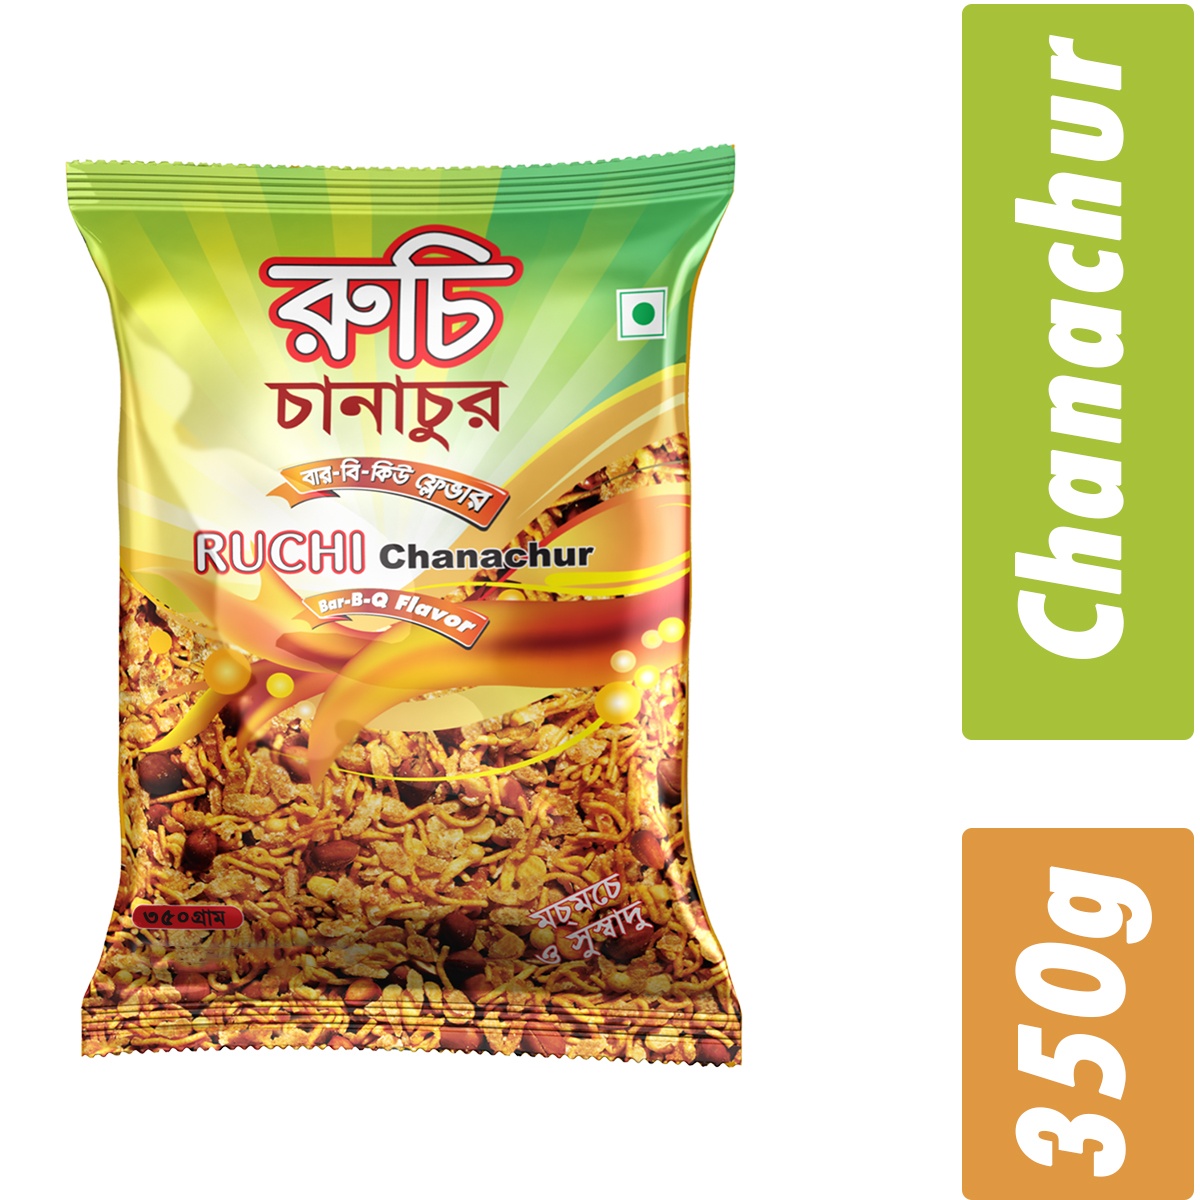 রুচি
চানাচুর
বার-বি-কিউ ফ্লেভার
RUCHI Chanachur
Bar-B-Q Flavor
মচমচে
ও সুস্বাদু
৩৫০গ্রাম
Chanachur
350g